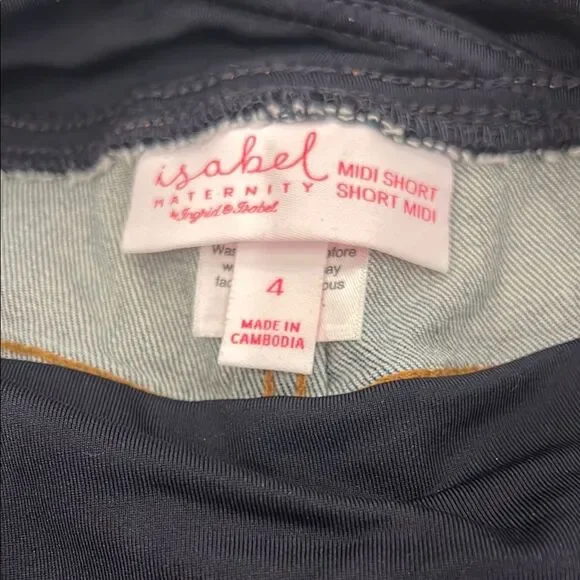 isabel
MATERNITY
by Ingrid & Isabel
MIDI SHORT
SHORT MIDI
4
MADE IN
CAMBODIA